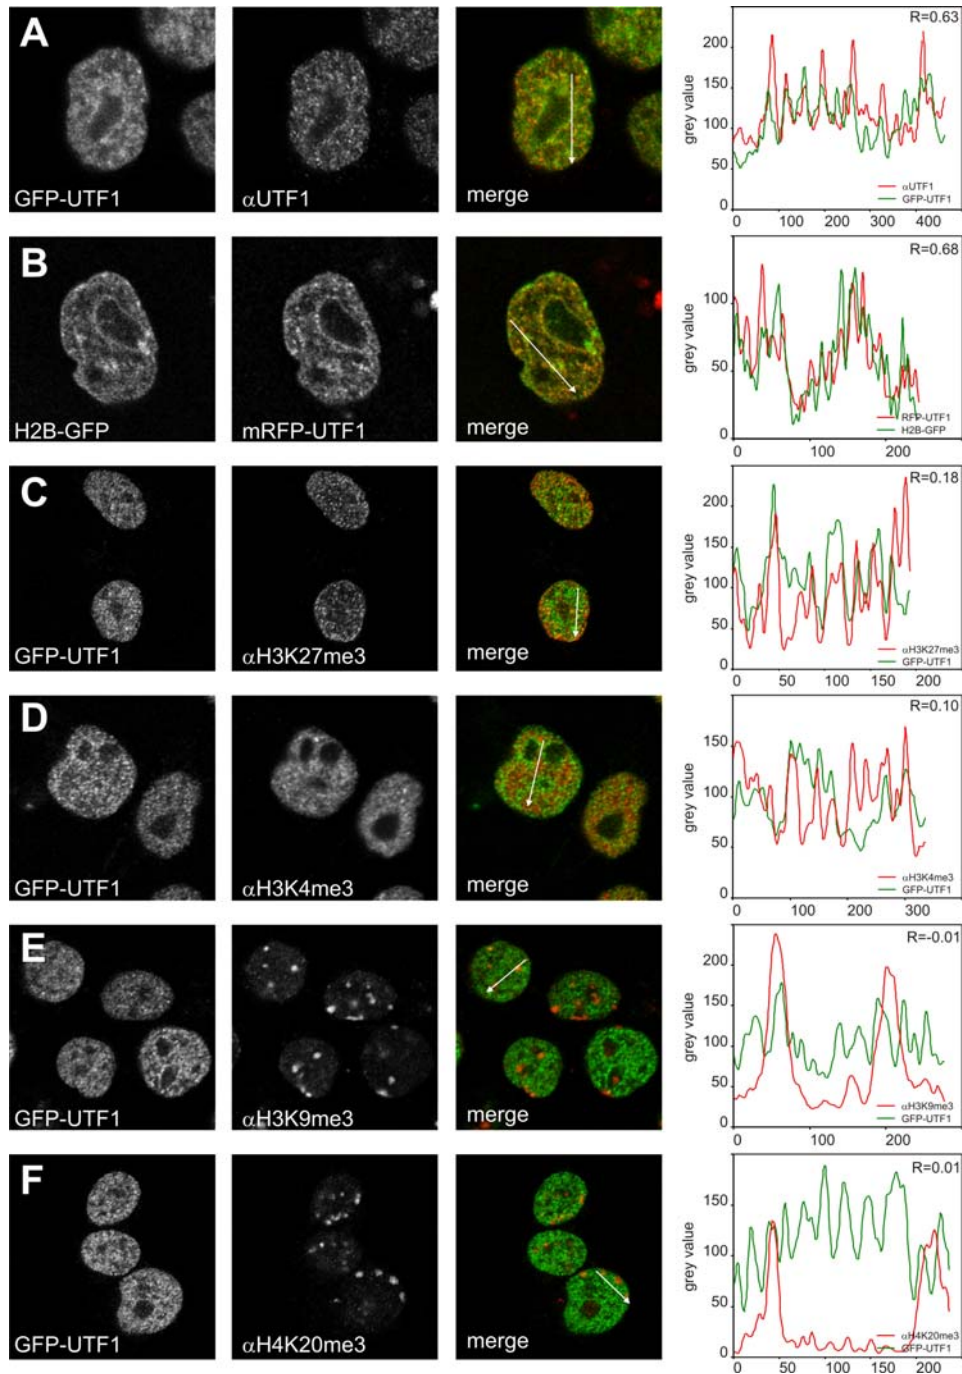 A
GFP-UTF1
αUTF1
merge
R=0.63
grey value
200
150
100
50
0
0 100 200 300 400
αUTF1
GFP-UTF1
B
H2B-GFP
mRFP-UTF1
merge
R=0.68
grey value
100
50
0
0 100 200
RFP-UTF1
H2B-GFP
C
GFP-UTF1
αH3K27me3
merge
R=0.18
grey value
200
150
100
50
0
0 50 100 150 200
αH3K27me3
GFP-UTF1
D
GFP-UTF1
αH3K4me3
merge
R=0.10
grey value
150
100
50
0
0 100 200 300
αH3K4me3
GFP-UTF1
E
GFP-UTF1
αH3K9me3
merge
R=-0.01
grey value
200
150
100
50
0
0 100 200
αH3K9me3
GFP-UTF1
F
GFP-UTF1
αH4K20me3
merge
R=0.01
grey value
150
100
50
0
0 50 100 150 200
αH4K20me3
GFP-UTF1